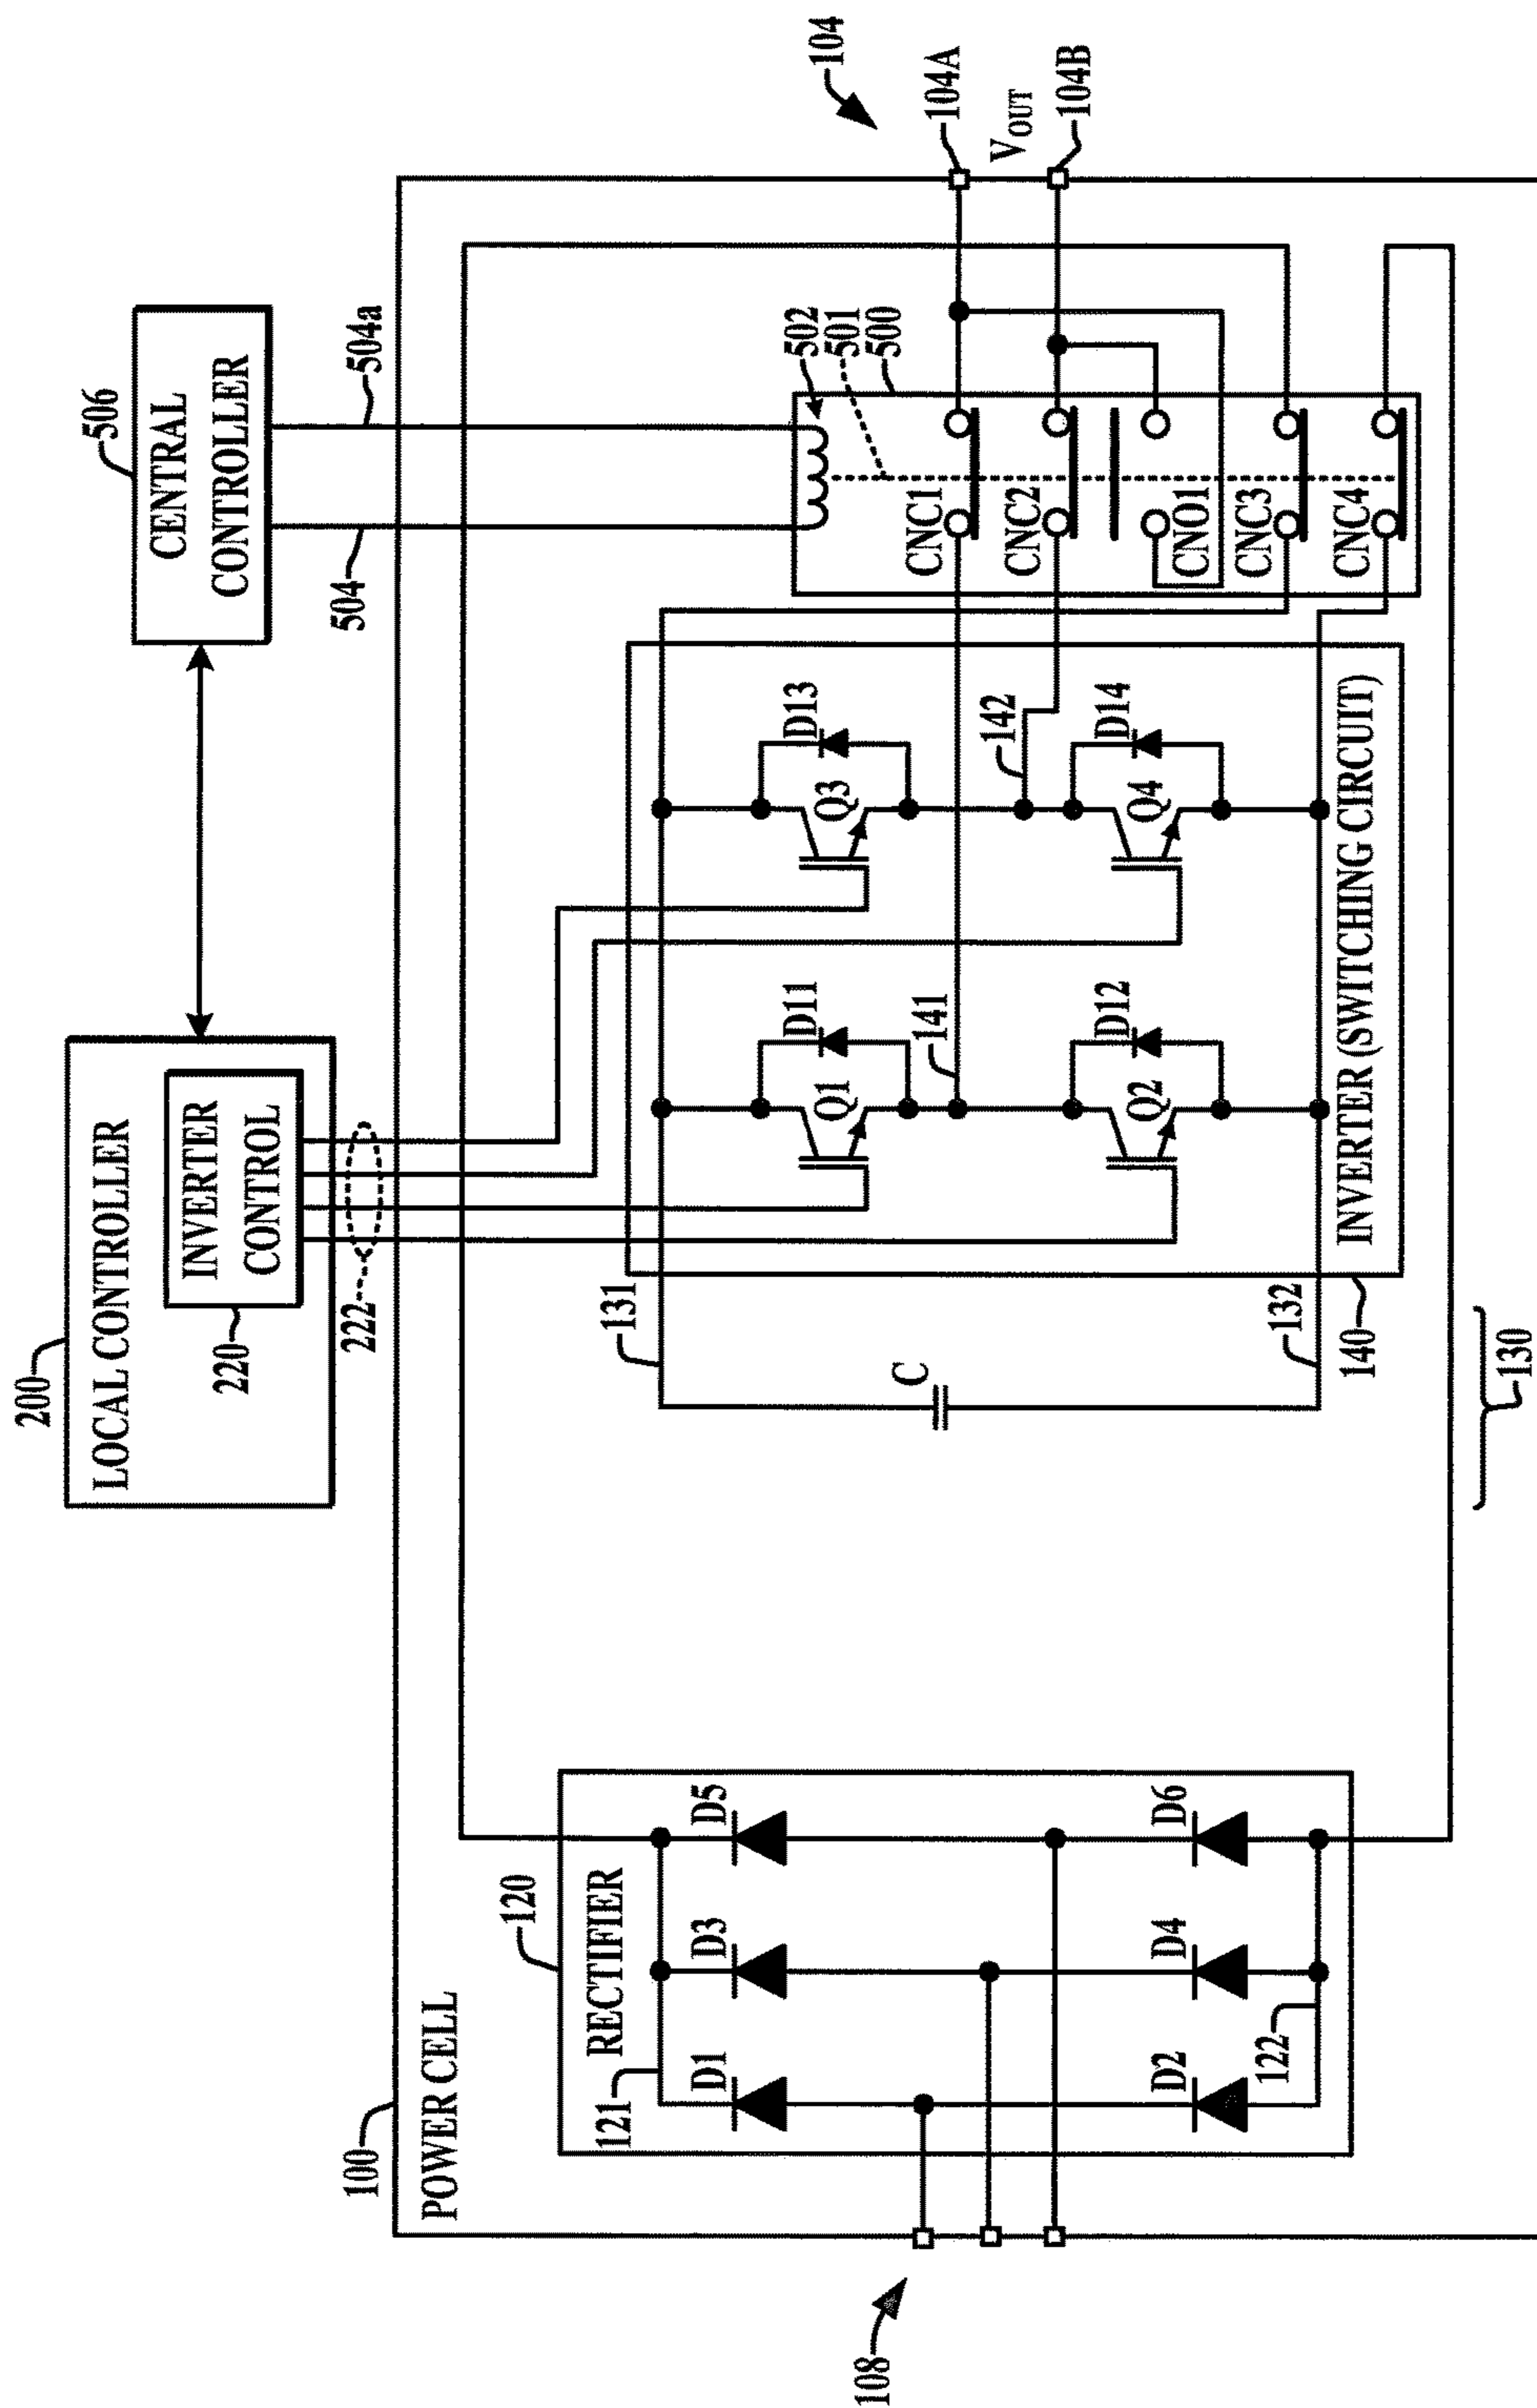 200
LOCAL CONTROLLER
INVERTER
CONTROL
220
222
506
CENTRAL
CONTROLLER
504
504a
100
POWER CELL
120
RECTIFIER
121
D1
D3
D5
D2
D4
D6
122
108
131
C
132
130
D11
Q1
D13
Q3
141
142
D12
Q2
D14
Q4
INVERTER (SWITCHING CIRCUIT)
140
502
501
500
CNC1
CNC2
CNO1
CNC3
CNC4
104
104A
VOUT
104B